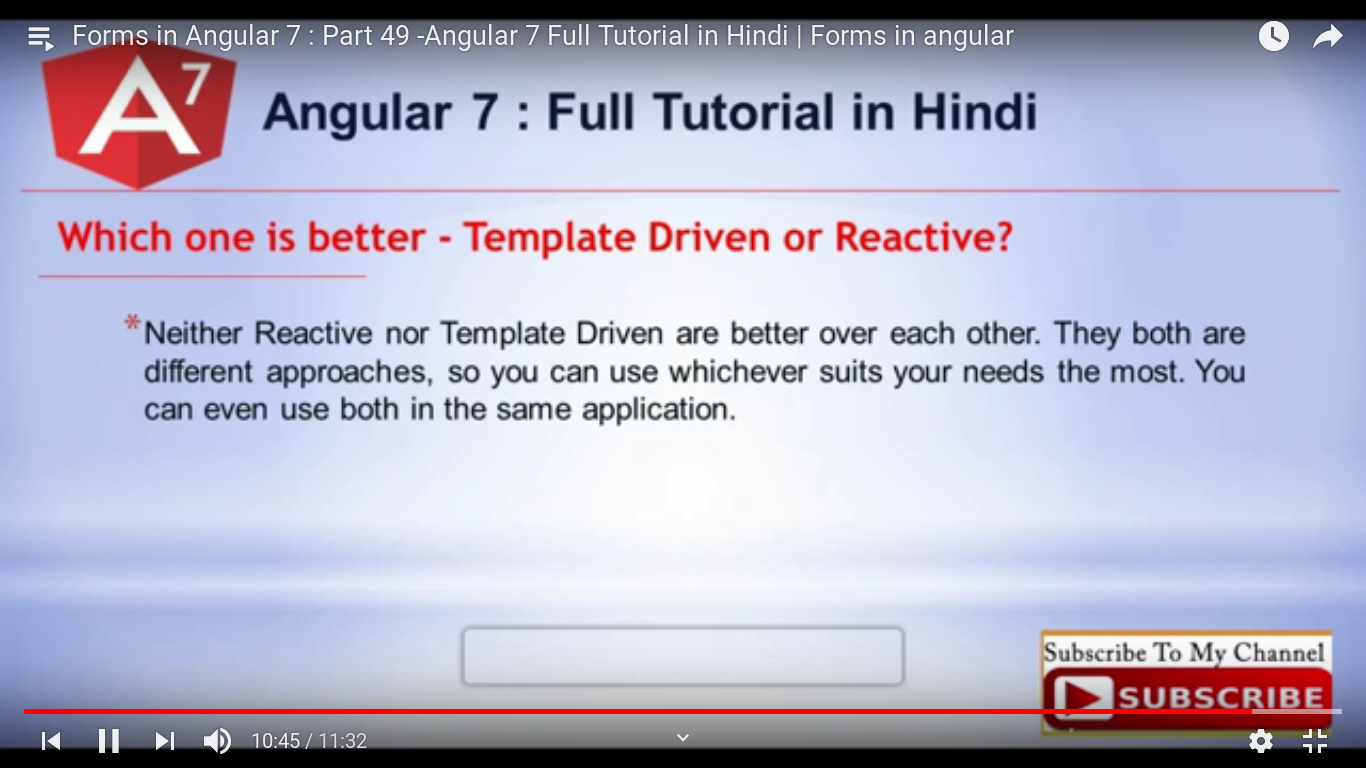 Forms in Angular 7 : Part 49 -Angular 7 Full Tutorial in Hindi | Forms in angular
A 7
Angular 7 : Full Tutorial in Hindi
Which one is better - Template Driven or Reactive?
*Neither Reactive nor Template Driven are better over each other. They both are
different approaches, so you can use whichever suits your needs the most. You
can even use both in the same application.
Subscribe To My Channel
SUBSCRIBE
10:45 / 11:32